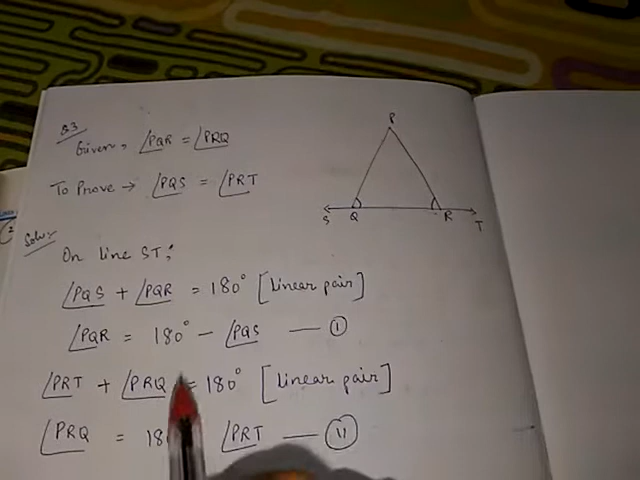 Q3
Given, ∠PQR = ∠PRQ
To Prove → ∠PQS = ∠PRT
P
S Q R T
Solu:
On line ST:
∠PQS + ∠PQR = 180° [linear pair]
∠PQR = 180° - ∠PQS — (I)
∠PRT + ∠PRQ = 180° [linear pair]
∠PRQ = 18 ∠PRT — (II)